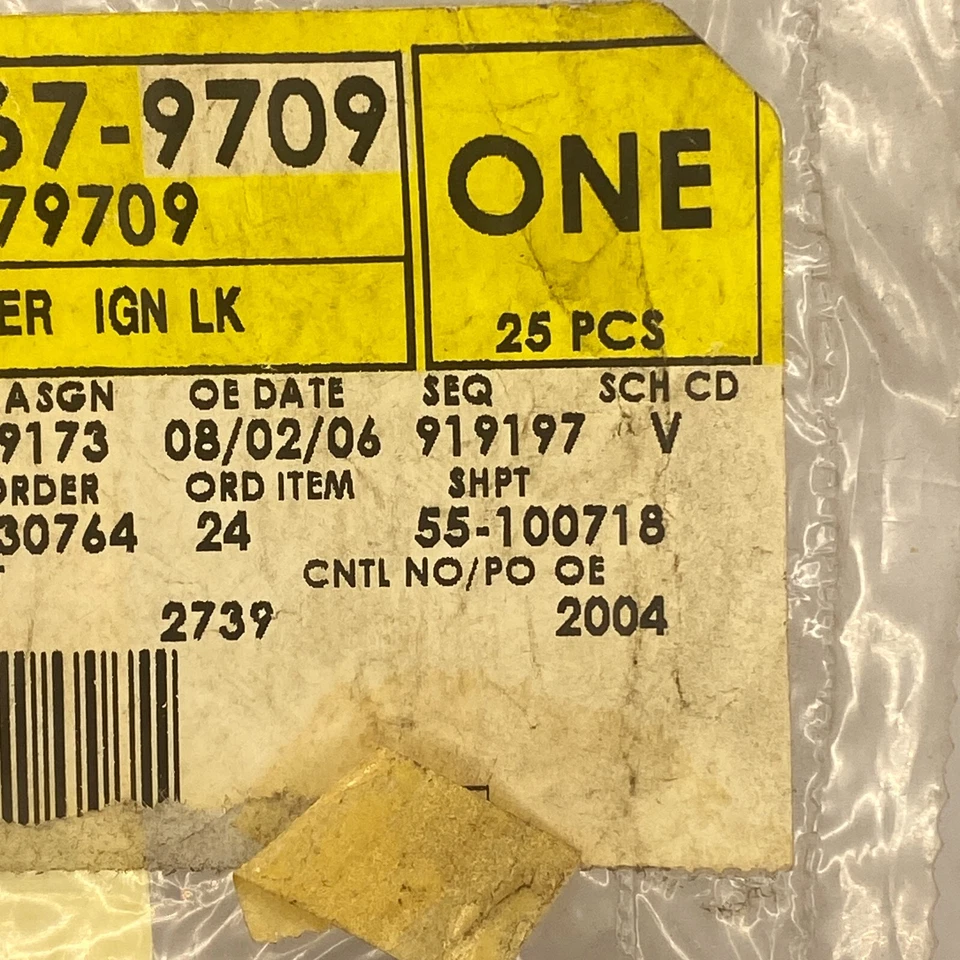 67-9709
79709
ER IGN LK
ONE
25 PCS
ASGN OE DATE SEQ SCH CD
9173 08/02/06 919197 V
ORDER ORD ITEM SHPT
30764 24 55-100718
CNTL NO/PO OE
2739 2004